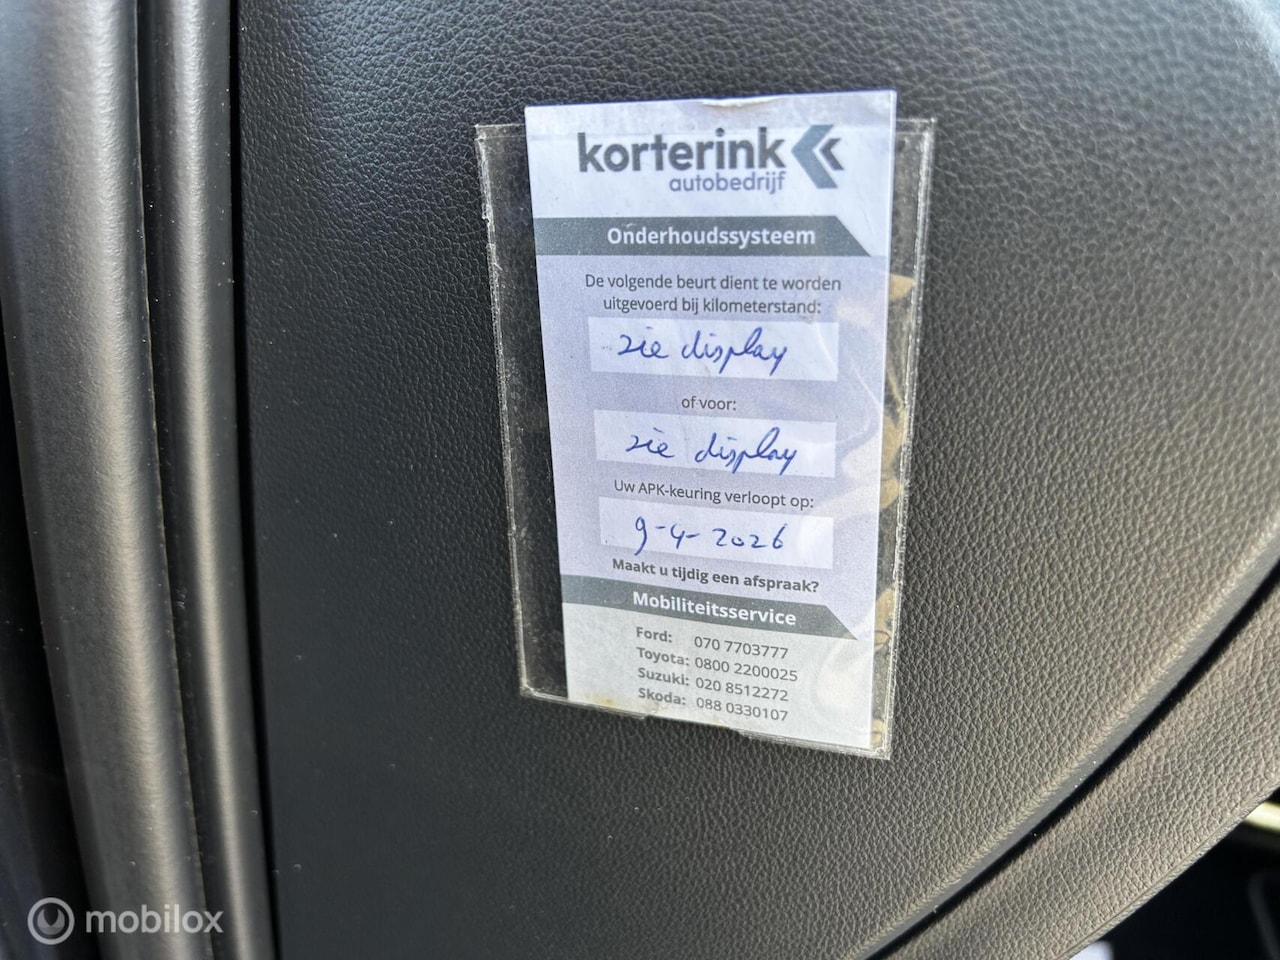 korterink
autobedrijf
Onderhoudssysteem
De volgende beurt dient te worden
uitgevoerd bij kilometerstand:
zie display
of voor:
zie display
Uw APK-keuring verloopt op:
9-4-2026
Maakt u tijdig een afspraak?
Mobiliteitsservice
Ford: 070 7703777
Toyota: 0800 2200025
Suzuki: 020 8512272
Skoda: 088 0330107
mobilox